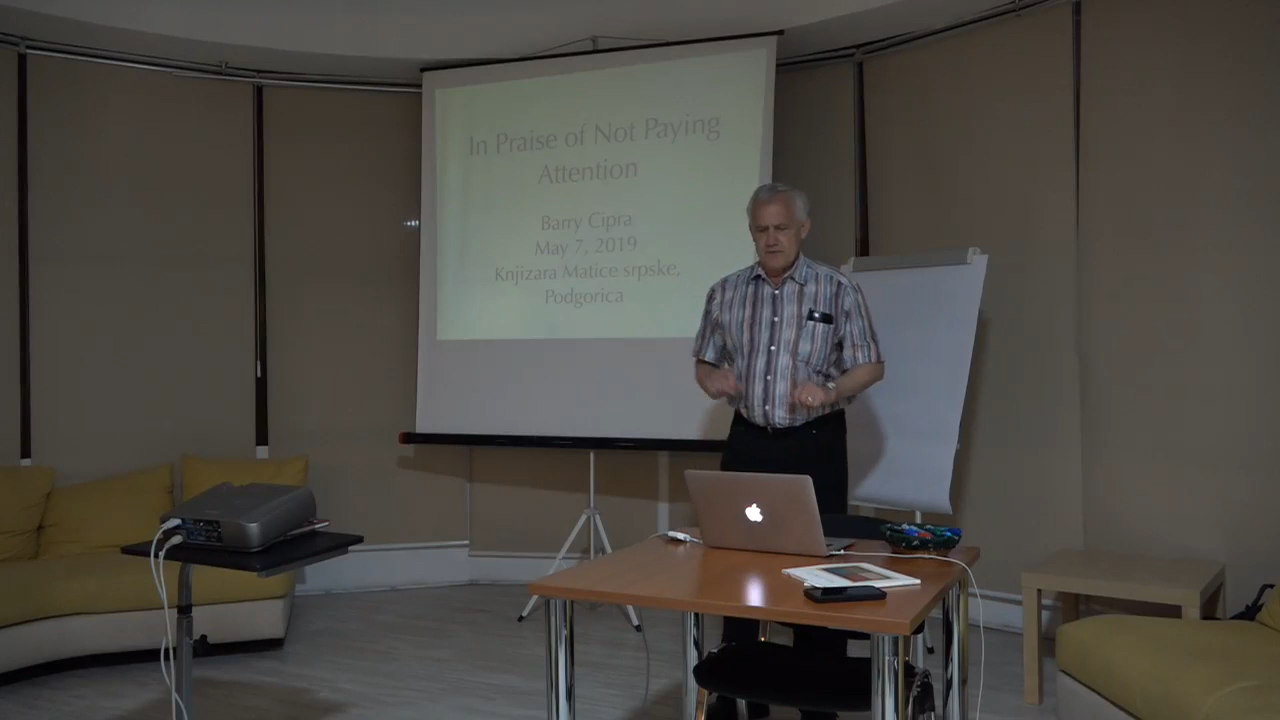 In Praise of Not Paying
Attention
Barry Cipra
May 7, 2019
Knjizara Matice srpske,
Podgorica